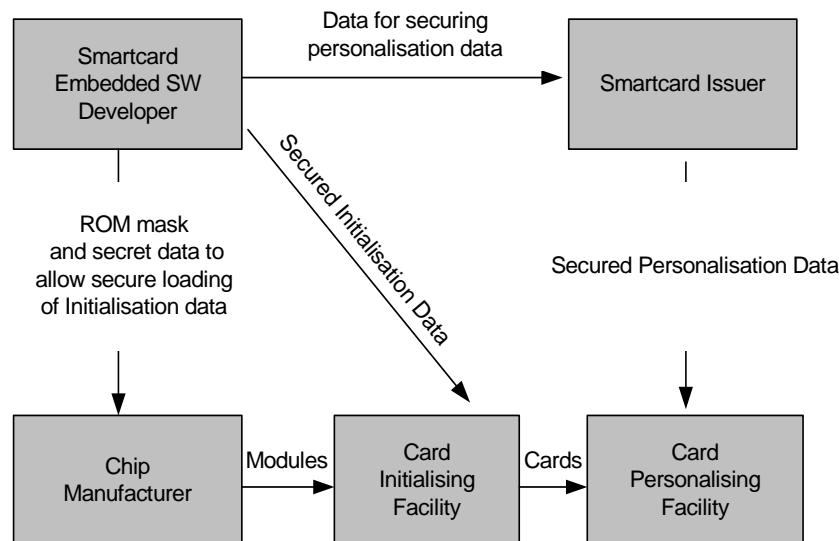 Data for securing
personalisation data
Smartcard
Embedded SW
Developer
Smartcard Issuer
Secured Initialisation Data
ROM mask
and secret data to
allow secure loading
of Initialisation data
Secured Personalisation Data
Chip
Manufacturer
Modules
Card
Initialising
Facility
Cards
Card
Personalising
Facility